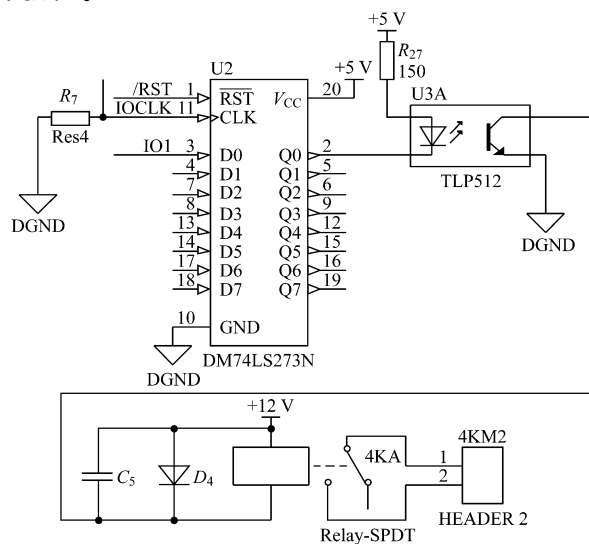 +5 V
R27
150
U2
+5 V
U3A
R7
/RST 1
RST
VCC
20
IOCLK 11
CLK
Res4
IO1 3
D0
Q0
2
4
D1
Q1
5
7
D2
Q2
6
8
D3
Q3
9
13
D4
Q4
12
14
D5
Q5
15
17
D6
Q6
16
18
D7
Q7
19
TLP512
DGND
DGND
10
GND
DGND
DM74LS273N
+12 V
C5
D4
4KA
4KM2
1
2
Relay-SPDT
HEADER 2